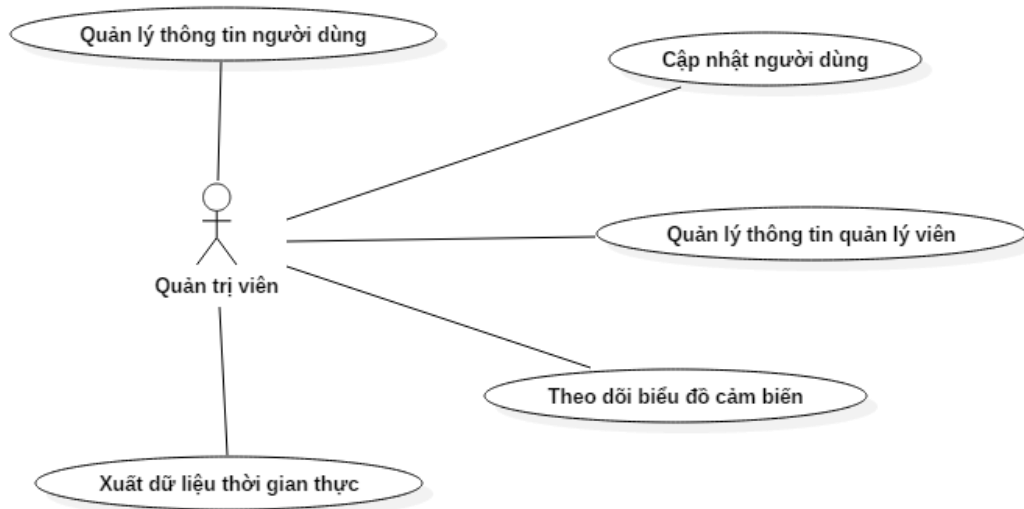 Quản lý thông tin người dùng
Cập nhật người dùng
Quản lý thông tin quản lý viên
Quản trị viên
Theo dõi biểu đồ cảm biến
Xuất dữ liệu thời gian thực